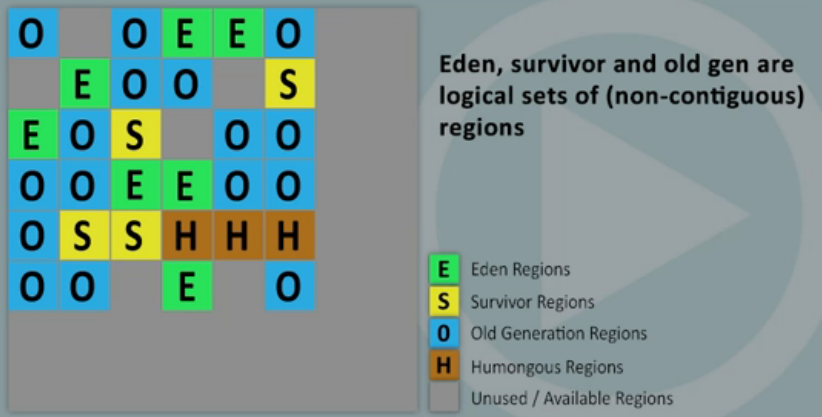 O O E E O
E O O S
E O S O O
O O E E O O
O S S H H H
O O E O
Eden, survivor and old gen are
logical sets of (non-contiguous)
regions
E Eden Regions
S Survivor Regions
O Old Generation Regions
H Humongous Regions
Unused / Available Regions